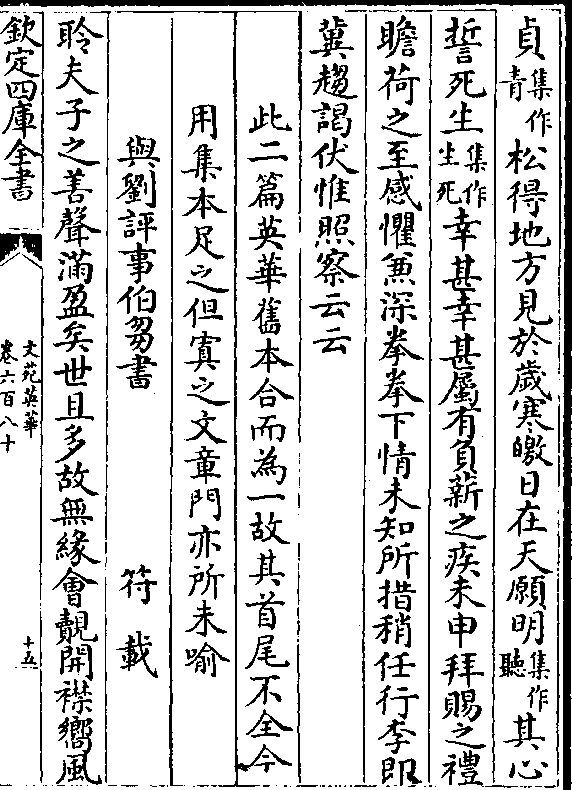 貞集作青松得地方見於歲寒皦日在天願明集作聽其心
誓死生集作生死幸甚幸甚屬有負薪之疾未申拜賜之禮
瞻荷之至感懼兼深拳拳下情未知所措稍任行李即
冀趨謁伏惟照察云云
此二篇英華舊本合而為一故其首尾不全今
用集本足之但寘之文章門亦所未喻
與劉評事伯芻書 符載
聆夫子之善聲滿盈矣世且多故無緣會覿開襟嚮風
欽定四庫全書
文苑英華
卷六百八十
十五